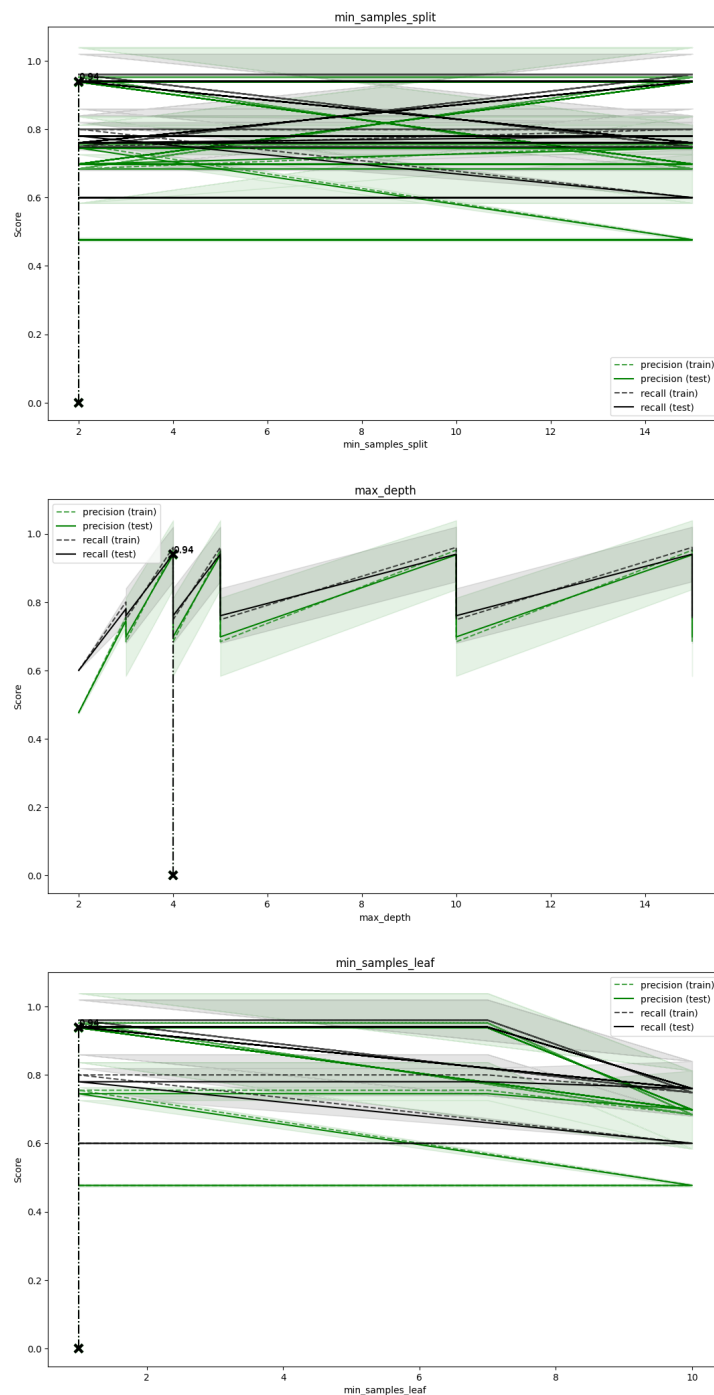 min_samples_split
1.0
0.8
0.6
0.4
0.2
0.0
Score
0.94
precision (train)
precision (test)
recall (train)
recall (test)
2 4 6 8 10 12 14
min_samples_split
max_depth
1.0
0.8
0.6
0.4
0.2
0.0
Score
precision (train)
precision (test)
recall (train)
recall (test)
0.94
2 4 6 8 10 12 14
max_depth
min_samples_leaf
1.0
0.8
0.6
0.4
0.2
0.0
Score
0.94
precision (train)
precision (test)
recall (train)
recall (test)
2 4 6 8 10
min_samples_leaf